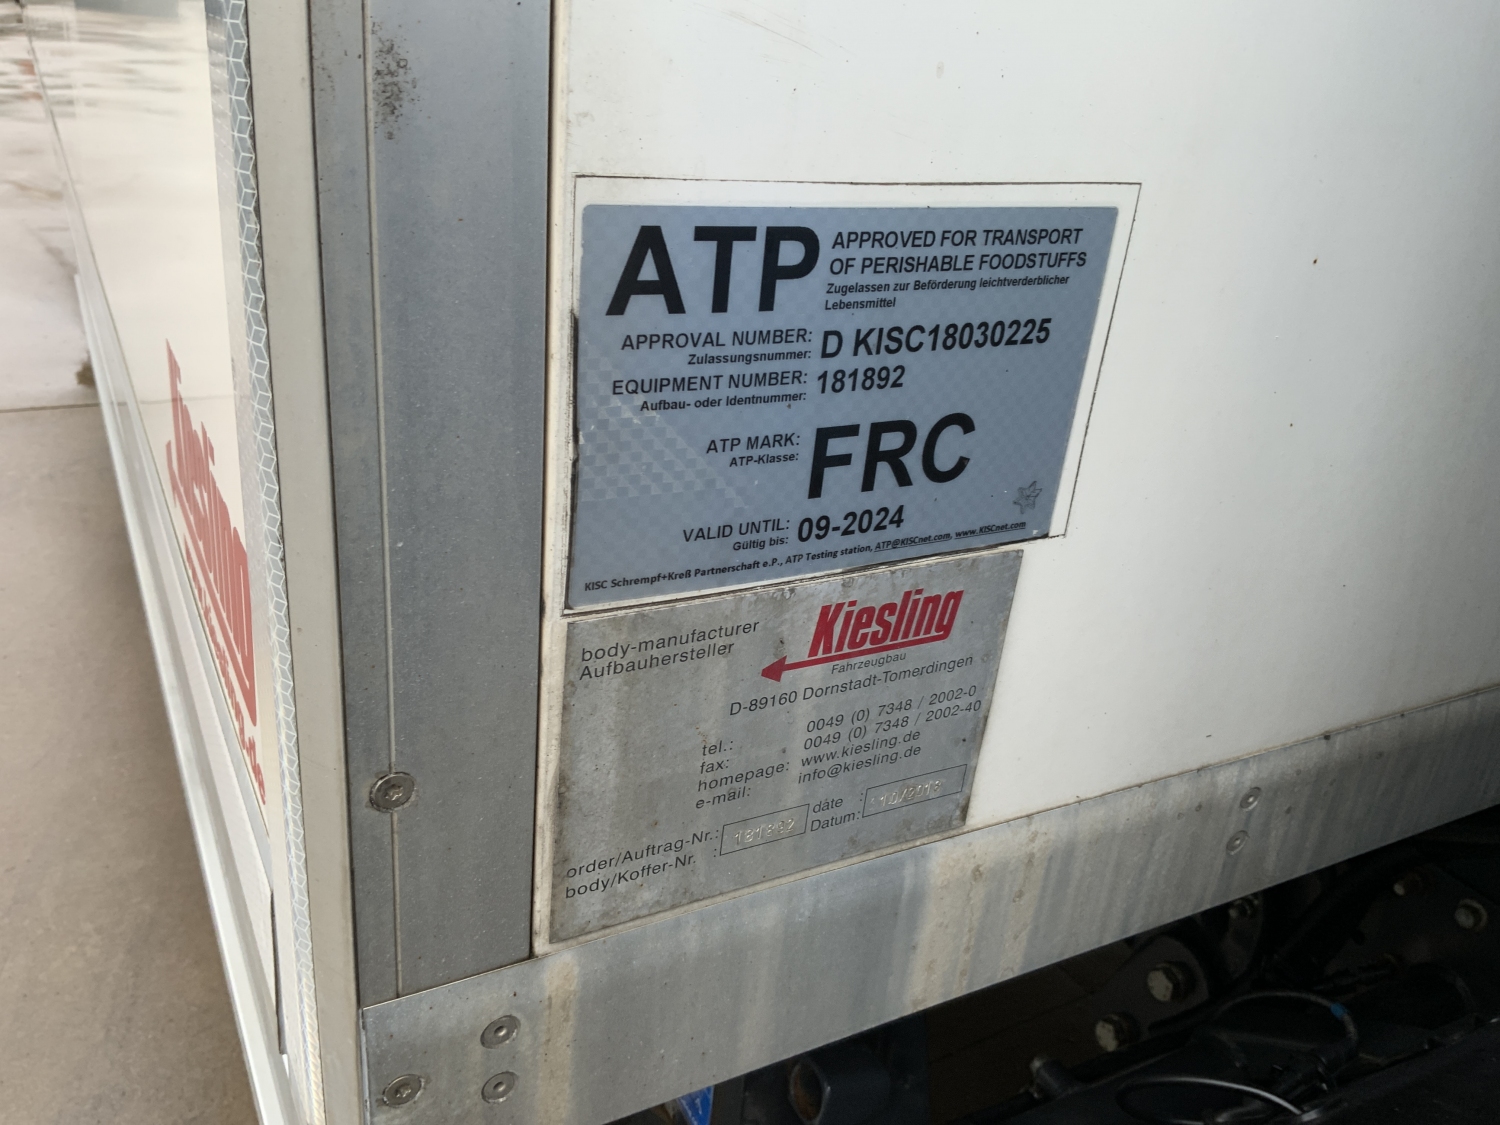 ATP
APPROVED FOR TRANSPORT
OF PERISHABLE FOODSTUFFS
Zugelassen zur Beförderung leichtverderblicher
Lebensmittel
APPROVAL NUMBER: D KISC18030225
Zulassungsnummer:
EQUIPMENT NUMBER: 181892
Aufbau- oder Identnummer:
ATP MARK: FRC
ATP-Klasse:
VALID UNTIL: 09-2024
Gültig bis:
KISC Schrempf+Kreß Partnerschaft e.P., ATP Testing station, ATP@KISCnet.com, www.KISCnet.com
body-manufacturer
Aufbauhersteller
Kiesling
Fahrzeugbau
D-89160 Dornstadt-Tomerdingen
tel.: 0049 (0) 7348 / 2002-0
fax: 0049 (0) 7348 / 2002-40
homepage: www.kiesling.de
e-mail: info@kiesling.de
order/Auftrag-Nr.: 181892 date : 10/2018
body/Koffer-Nr. : Datum:
Kiesling